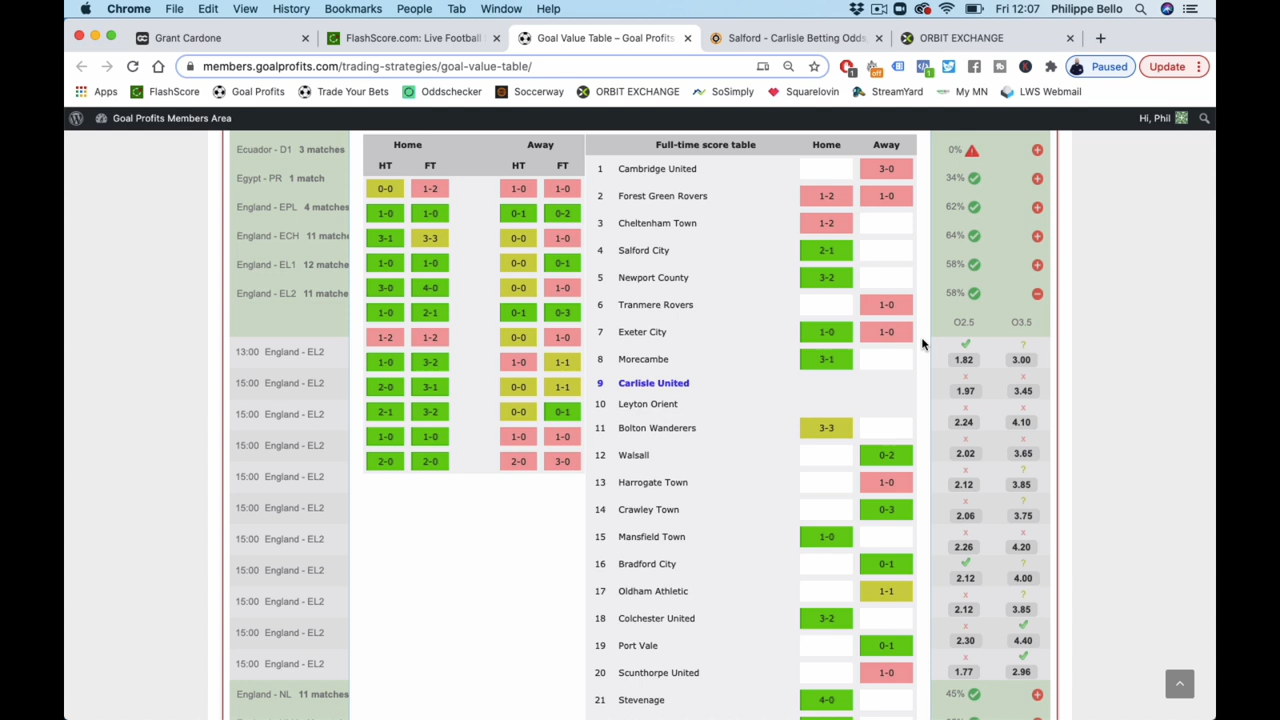 Chrome File Edit View History Bookmarks People Tab Window Help Fri 12:07 Philippe Bello
Grant Cardone × FlashScore.com: Live Football × Goal Value Table – Goal Profits × Salford - Carlisle Betting Odds, × ORBIT EXCHANGE × +
members.goalprofits.com/trading-strategies/goal-value-table/ Paused Update
Apps FlashScore Goal Profits Trade Your Bets Oddschecker Soccerway ORBIT EXCHANGE SoSimply Squarelovin StreamYard My MN LWS Webmail
Goal Profits Members Area Hi, Phil
Ecuador - D1 3 matches
Egypt - PR 1 match
England - EPL 4 matches
England - ECH 11 matche
England - EL1 12 matche
England - EL2 11 matche
13:00 England - EL2
15:00 England - EL2
15:00 England - EL2
15:00 England - EL2
15:00 England - EL2
15:00 England - EL2
15:00 England - EL2
15:00 England - EL2
15:00 England - EL2
15:00 England - EL2
15:00 England - EL2
England - NL 11 matches
Home Away
HT FT HT FT
0-0 1-2 1-0 1-0
1-0 1-0 0-1 0-2
3-1 3-3 0-0 1-0
1-0 1-0 0-0 0-1
3-0 4-0 0-0 1-0
1-0 2-1 0-1 0-3
1-2 1-2 0-0 1-0
1-0 3-2 1-0 1-1
2-0 3-1 0-0 1-1
2-1 3-2 0-0 0-1
1-0 1-0 1-0 1-0
2-0 2-0 2-0 3-0
Full-time score table Home Away
1 Cambridge United 3-0
2 Forest Green Rovers 1-2 1-0
3 Cheltenham Town 1-2
4 Salford City 2-1
5 Newport County 3-2
6 Tranmere Rovers 1-0
7 Exeter City 1-0 1-0
8 Morecambe 3-1
9 Carlisle United
10 Leyton Orient
11 Bolton Wanderers 3-3
12 Walsall 0-2
13 Harrogate Town 1-0
14 Crawley Town 0-3
15 Mansfield Town 1-0
16 Bradford City 0-1
17 Oldham Athletic 1-1
18 Colchester United 3-2
19 Port Vale 0-1
20 Scunthorpe United 1-0
21 Stevenage 4-0
0%
34%
62%
64%
58%
58%
O2.5 O3.5
?
1.82 3.00
x x
1.97 3.45
x x
2.24 4.10
x x
2.02 3.65
x ?
2.12 3.85
x ?
2.06 3.75
x x
2.26 4.20
?
2.12 4.00
x ?
2.12 3.85
x
2.30 4.40
x
1.77 2.96
45%